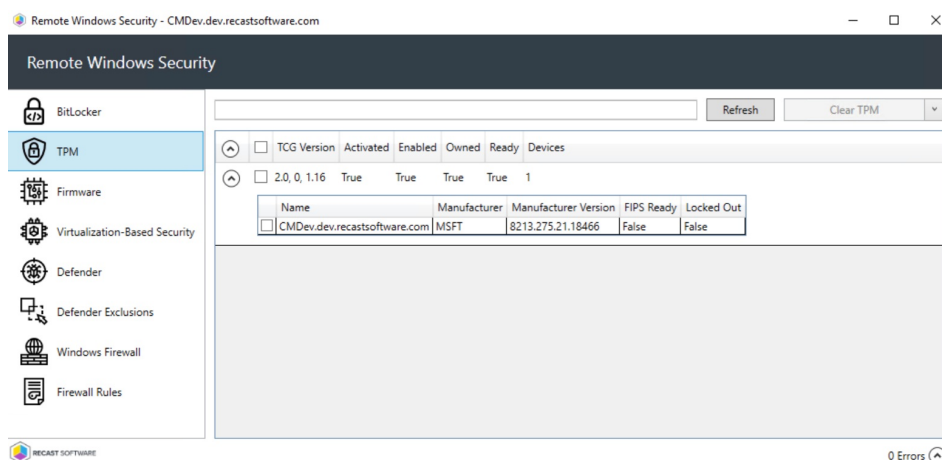 Remote Windows Security - CMDev.dev.recastsoftware.com
Remote Windows Security
BitLocker
TPM
Firmware
Virtualization-Based Security
Defender
Defender Exclusions
Windows Firewall
Firewall Rules
Refresh
Clear TPM
TCG Version Activated Enabled Owned Ready Devices
2.0, 0, 1.16 True True True True 1
Name Manufacturer Manufacturer Version FIPS Ready Locked Out
CMDev.dev.recastsoftware.com MSFT 8213.275.21.18466 False False
RECAST SOFTWARE
0 Errors